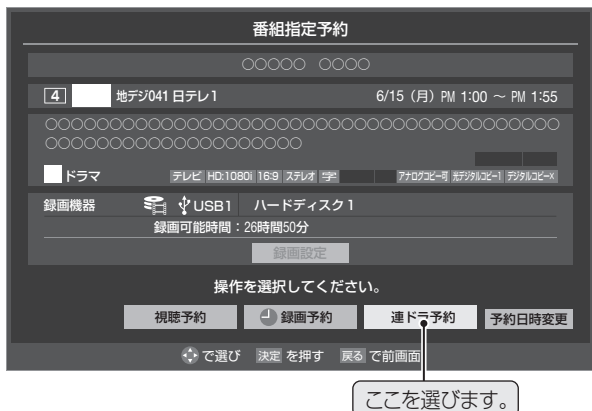 番組指定予約
○○○○○ ○○○○
4 地デジ041 日テレ1 6/15（月）PM 1:00 ～ PM 1:55
○○○○○○○○○○○○○○○○○○○○○○○○○○○○○○○○○○○
○○○○○○○○○○○○○○○○○○
ドラマ テレビ HD:1080i 16:9 ステレオ 字 アナログコピー可 光デジタルコピー1 デジタルコピー×
録画機器 USB1 ハードディスク1
録画可能時間：26時間50分
録画設定
操作を選択してください。
視聴予約 録画予約 連ドラ予約 予約日時変更
で選び 決定 を押す 戻る で前画面
ここを選びます。